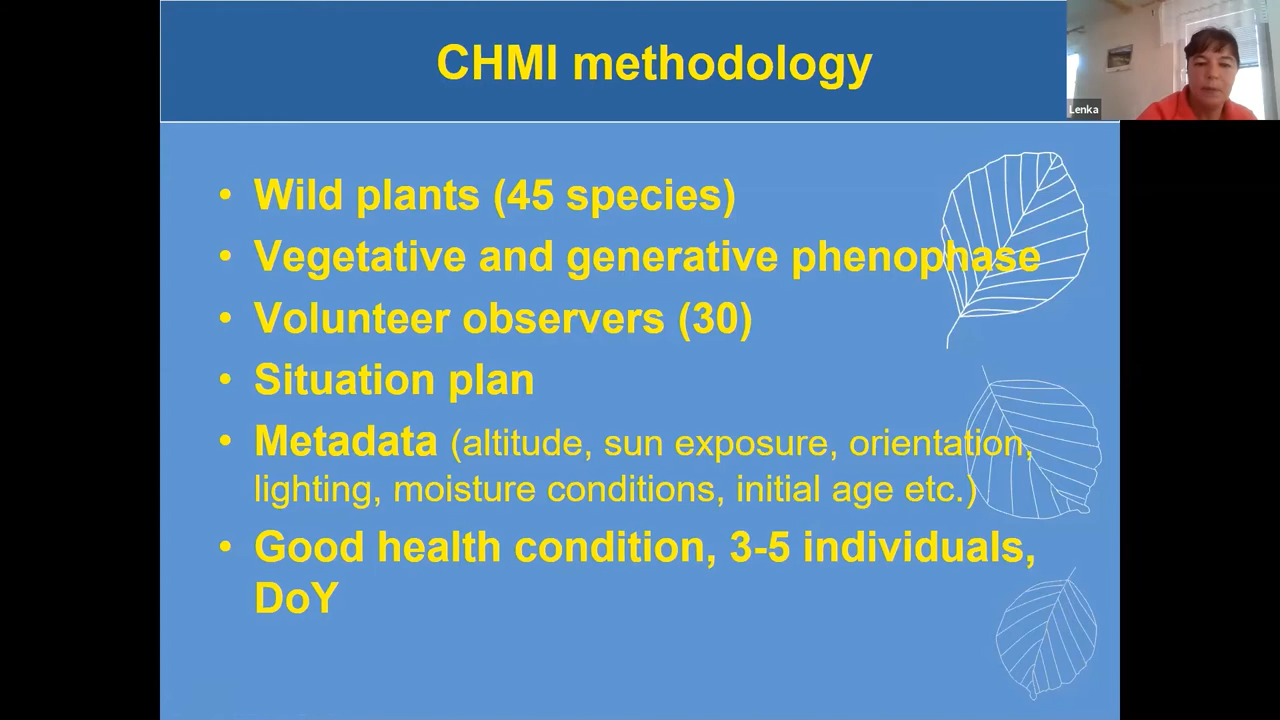 CHMI methodology
Lenka
• Wild plants (45 species)
• Vegetative and generative phenophase
• Volunteer observers (30)
• Situation plan
• Metadata (altitude, sun exposure, orientation,
lighting, moisture conditions, initial age etc.)
• Good health condition, 3-5 individuals,
DoY